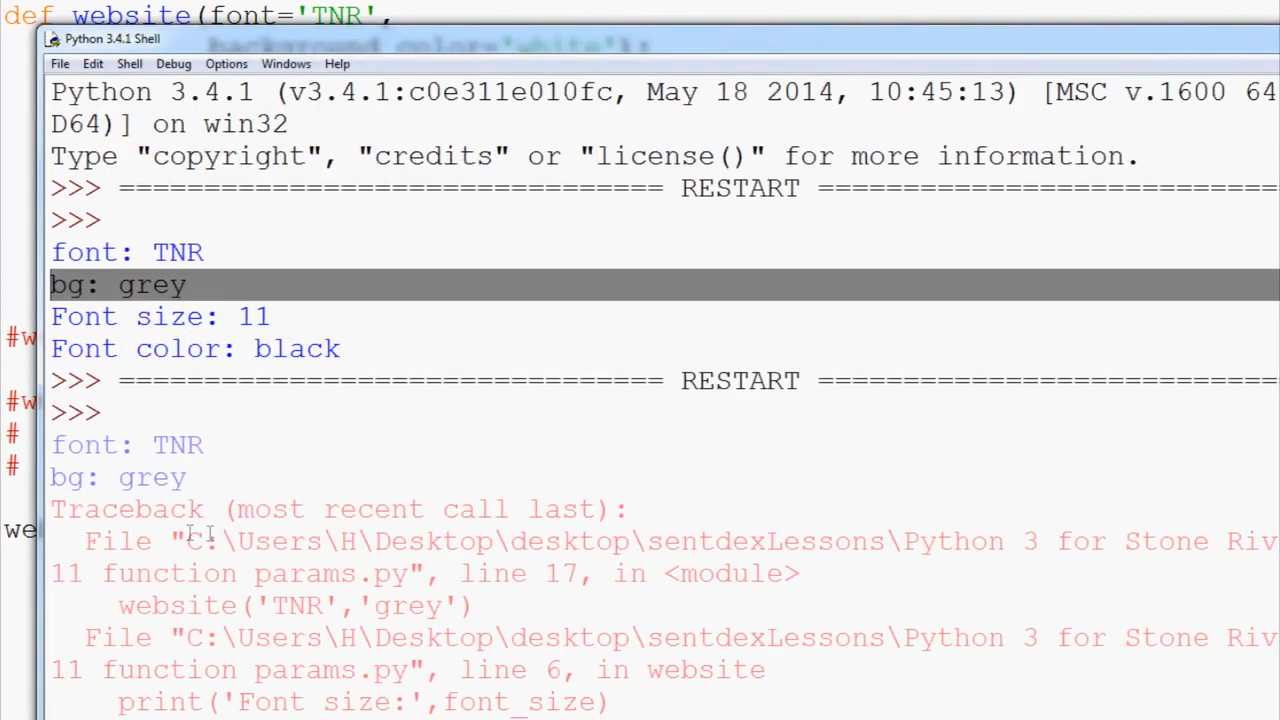 def website(font='TNR',
background_color='white'):
Python 3.4.1 Shell
File Edit Shell Debug Options Windows Help
Python 3.4.1 (v3.4.1:c0e311e010fc, May 18 2014, 10:45:13) [MSC v.1600 64
D64)] on win32
Type "copyright", "credits" or "license()" for more information.
>>> ================================ RESTART ===========================
>>>
font: TNR
bg: grey
Font size: 11
Font color: black
>>> ================================ RESTART ===========================
>>>
font: TNR
bg: grey
Traceback (most recent call last):
File "C:\Users\H\Desktop\desktop\sentdexLessons\Python 3 for Stone Riv
11 function params.py", line 17, in <module>
website('TNR','grey')
File "C:\Users\H\Desktop\desktop\sentdexLessons\Python 3 for Stone Riv
11 function params.py", line 6, in website
print('Font size:',font_size)
#w
#w
#
#
we